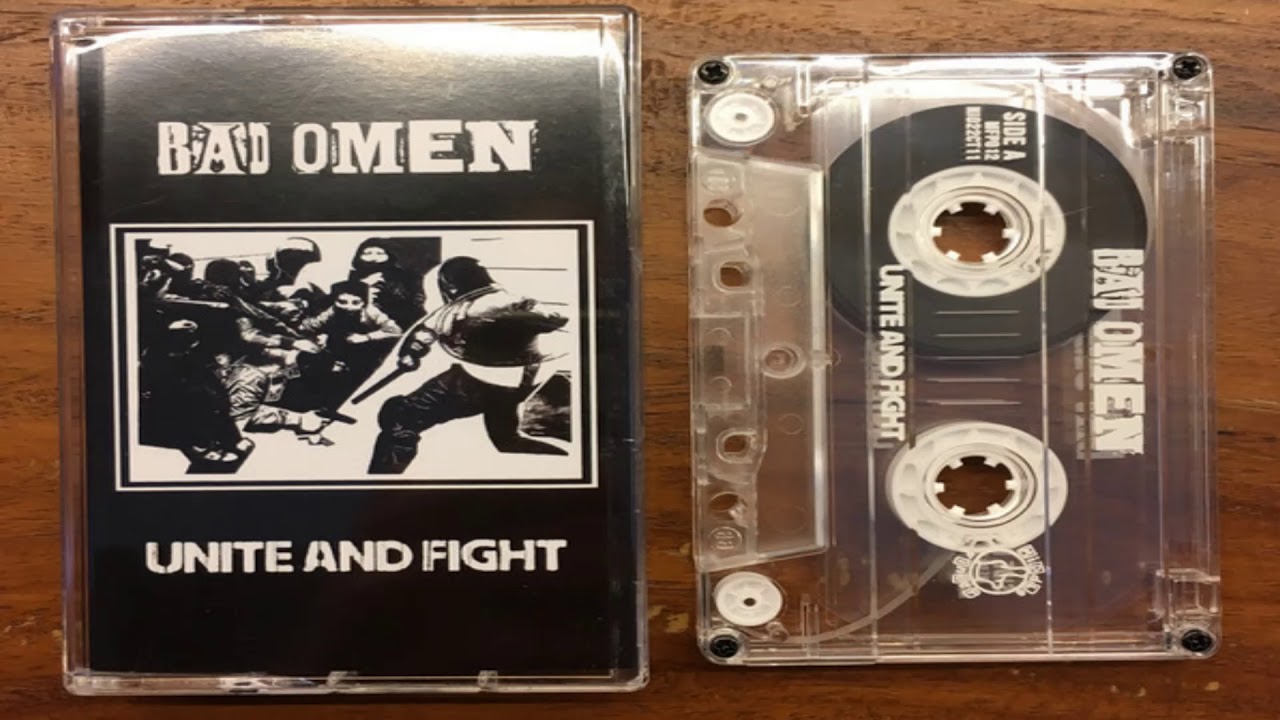 BAD OMEN
UNITE AND FIGHT
SIDE A
BAD OMEN
UNITE AND FIGHT